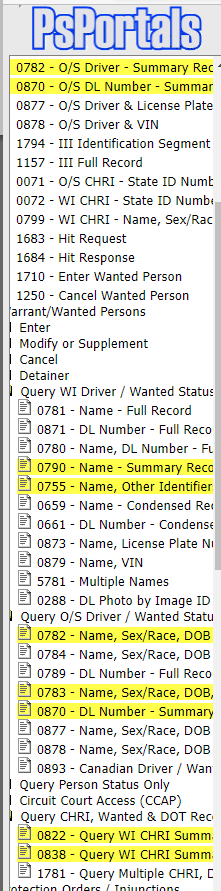 PsPortals
0782 - O/S Driver - Summary Rec
0870 - O/S DL Number - Summar
0877 - O/S Driver & License Plate
0878 - O/S Driver & VIN
1794 - III Identification Segment
1157 - III Full Record
0071 - O/S CHRI - State ID Numb
0072 - WI CHRI - State ID Numbe
0799 - WI CHRI - Name, Sex/Race
1683 - Hit Request
1684 - Hit Response
1710 - Enter Wanted Person
1250 - Cancel Wanted Person
arrant/Wanted Persons
Enter
Modify or Supplement
Cancel
Detainer
Query WI Driver / Wanted Status
0781 - Name - Full Record
0871 - DL Number - Full Reco
0780 - Name, DL Number - Fu
0790 - Name - Summary Reco
0755 - Name, Other Identifier
0659 - Name - Condensed Rec
0661 - DL Number - Condense
0873 - Name, License Plate Nu
0879 - Name, VIN
5781 - Multiple Names
0288 - DL Photo by Image ID
Query O/S Driver / Wanted Statu
0782 - Name, Sex/Race, DOB
0784 - Name, Sex/Race, DOB
0789 - DL Number - Full Reco
0783 - Name, Sex/Race, DOB,
0870 - DL Number - Summary
0877 - Name, Sex/Race, DOB
0878 - Name, Sex/Race, DOB
0893 - Canadian Driver / Wan
Query Person Status Only
Circuit Court Access (CCAP)
Query CHRI, Wanted & DOT Rec
0822 - Query WI CHRI Summa
0838 - Query WI CHRI Summa
1781 - Query Multiple CHRI, D
otection Orders / Injunctions